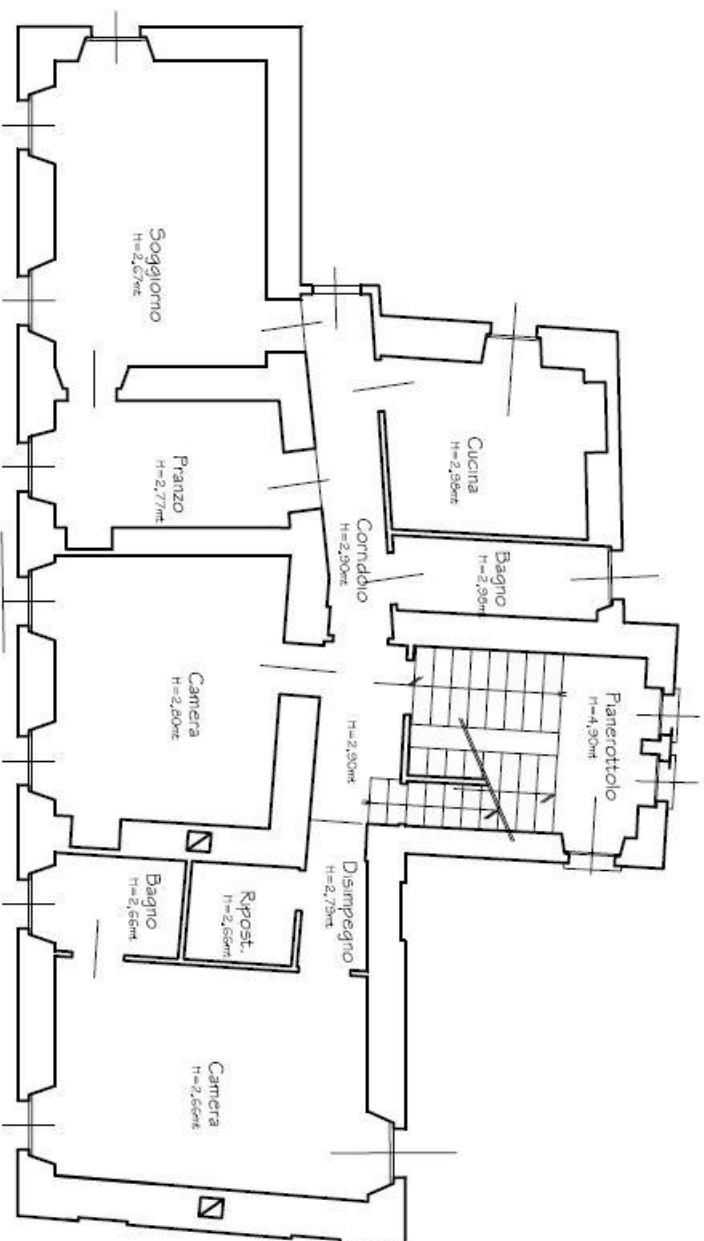 Soggiorno
H=2,67mt
Pranzo
H=2,77mt
Cucina
H=2,98mt
Corridoio
H=2,90mt
Bagno
H=2,98mt
Camera
H=2,80mt
H=2,90mt
Pianerottolo
H=4,90mt
Bagno
H=2,66mt
Ripost.
H=2,66mt
Disimpegno
H=2,79mt
Camera
H=2,66mt